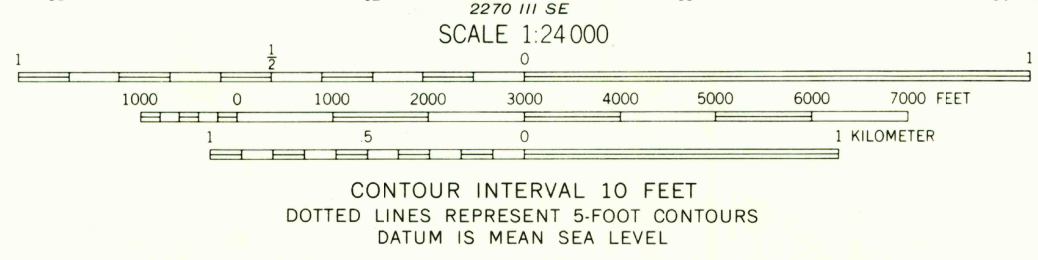 2270 III SE
SCALE 1:24 000
1 ½ 0 1
1000 0 1000 2000 3000 4000 5000 6000 7000 FEET
1 .5 0 1 KILOMETER
CONTOUR INTERVAL 10 FEET
DOTTED LINES REPRESENT 5-FOOT CONTOURS
DATUM IS MEAN SEA LEVEL